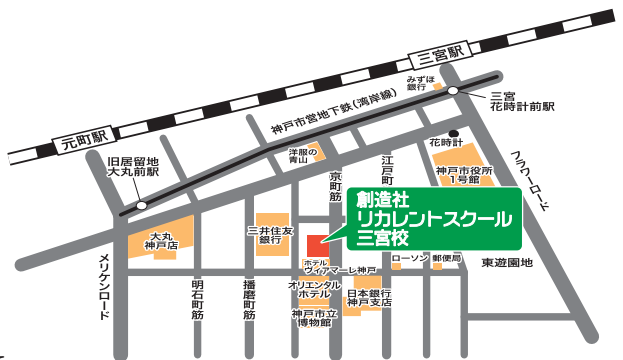 三宮駅
みずほ
銀行
三宮
花時計前駅
神戸市営地下鉄(湾岸線)
元町駅
花時計
旧居留地
大丸前駅
洋服の
青山
江戸町
京町筋
神戸市役所
1号館
フラワーロード
創造社
リカレントスクール
三宮校
大丸
神戸店
三井住友
銀行
ホテル
ヴィアマーレ神戸
ローソン
郵便局
東遊園地
メリケンロード
明石町筋
播磨町筋
オリエンタル
ホテル
日本銀行
神戸支店
神戸市立
博物館